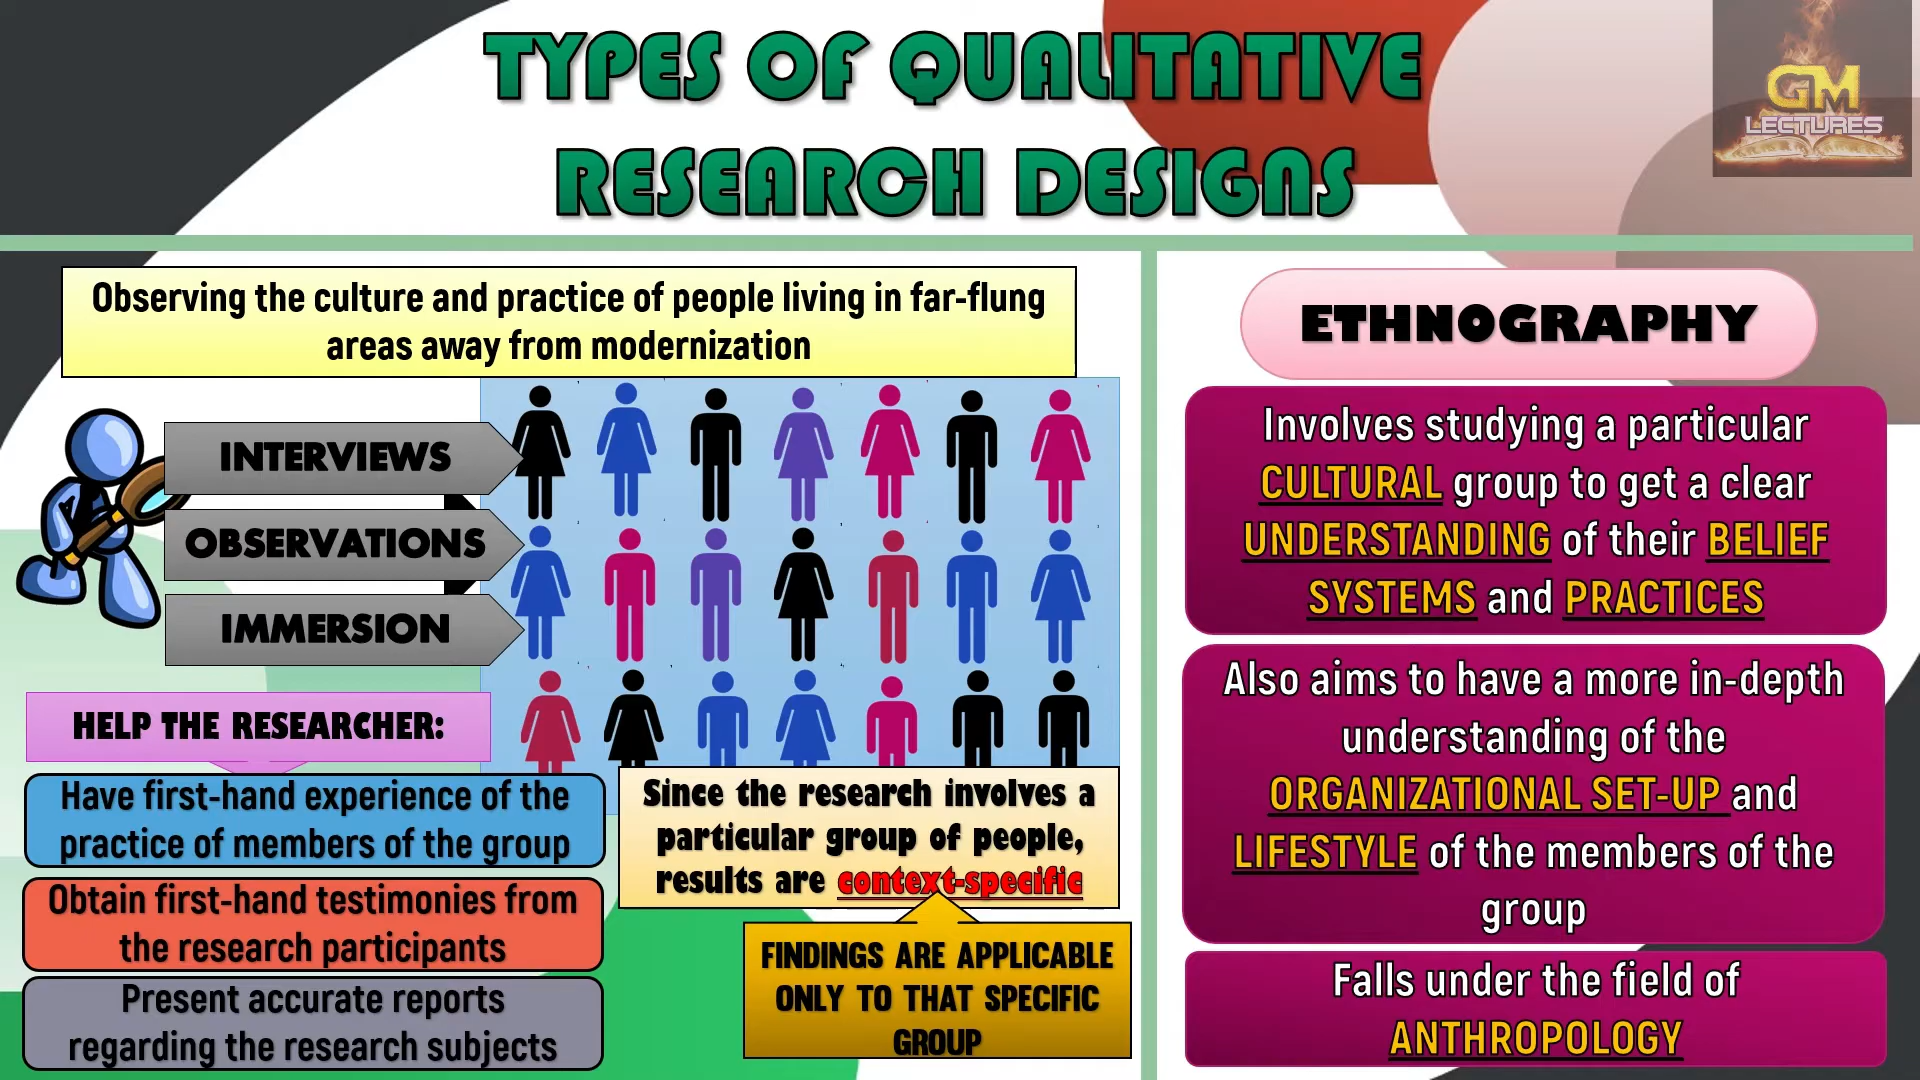 TYPES OF QUALITATIVE
RESEARCH DESIGNS
GM
LECTURES
Observing the culture and practice of people living in far-flung
areas away from modernization
INTERVIEWS
OBSERVATIONS
IMMERSION
HELP THE RESEARCHER:
Have first-hand experience of the
practice of members of the group
Obtain first-hand testimonies from
the research participants
Present accurate reports
regarding the research subjects
Since the research involves a
particular group of people,
results are context-specific
FINDINGS ARE APPLICABLE
ONLY TO THAT SPECIFIC
GROUP
ETHNOGRAPHY
Involves studying a particular
CULTURAL group to get a clear
UNDERSTANDING of their BELIEF
SYSTEMS and PRACTICES
Also aims to have a more in-depth
understanding of the
ORGANIZATIONAL SET-UP and
LIFESTYLE of the members of the
group
Falls under the field of
ANTHROPOLOGY